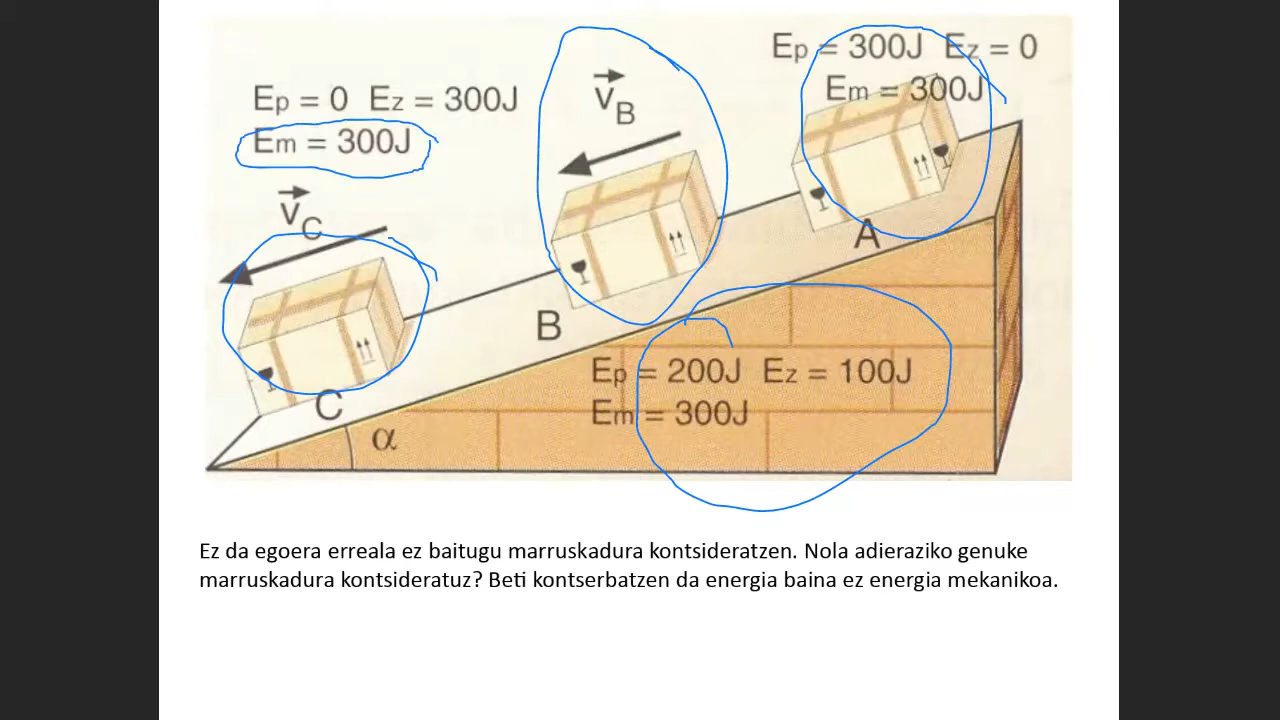 Ep = 300J Ez = 0
Em = 300J
Ep = 0 Ez = 300J
Em = 300J
vB
vC
A
B
C
Ep = 200J Ez = 100J
Em = 300J
α
Ez da egoera erreala ez baitugu marruskadura kontsideratzen. Nola adieraziko genuke
marruskadura kontsideratuz? Beti kontserbatzen da energia baina ez energia mekanikoa.